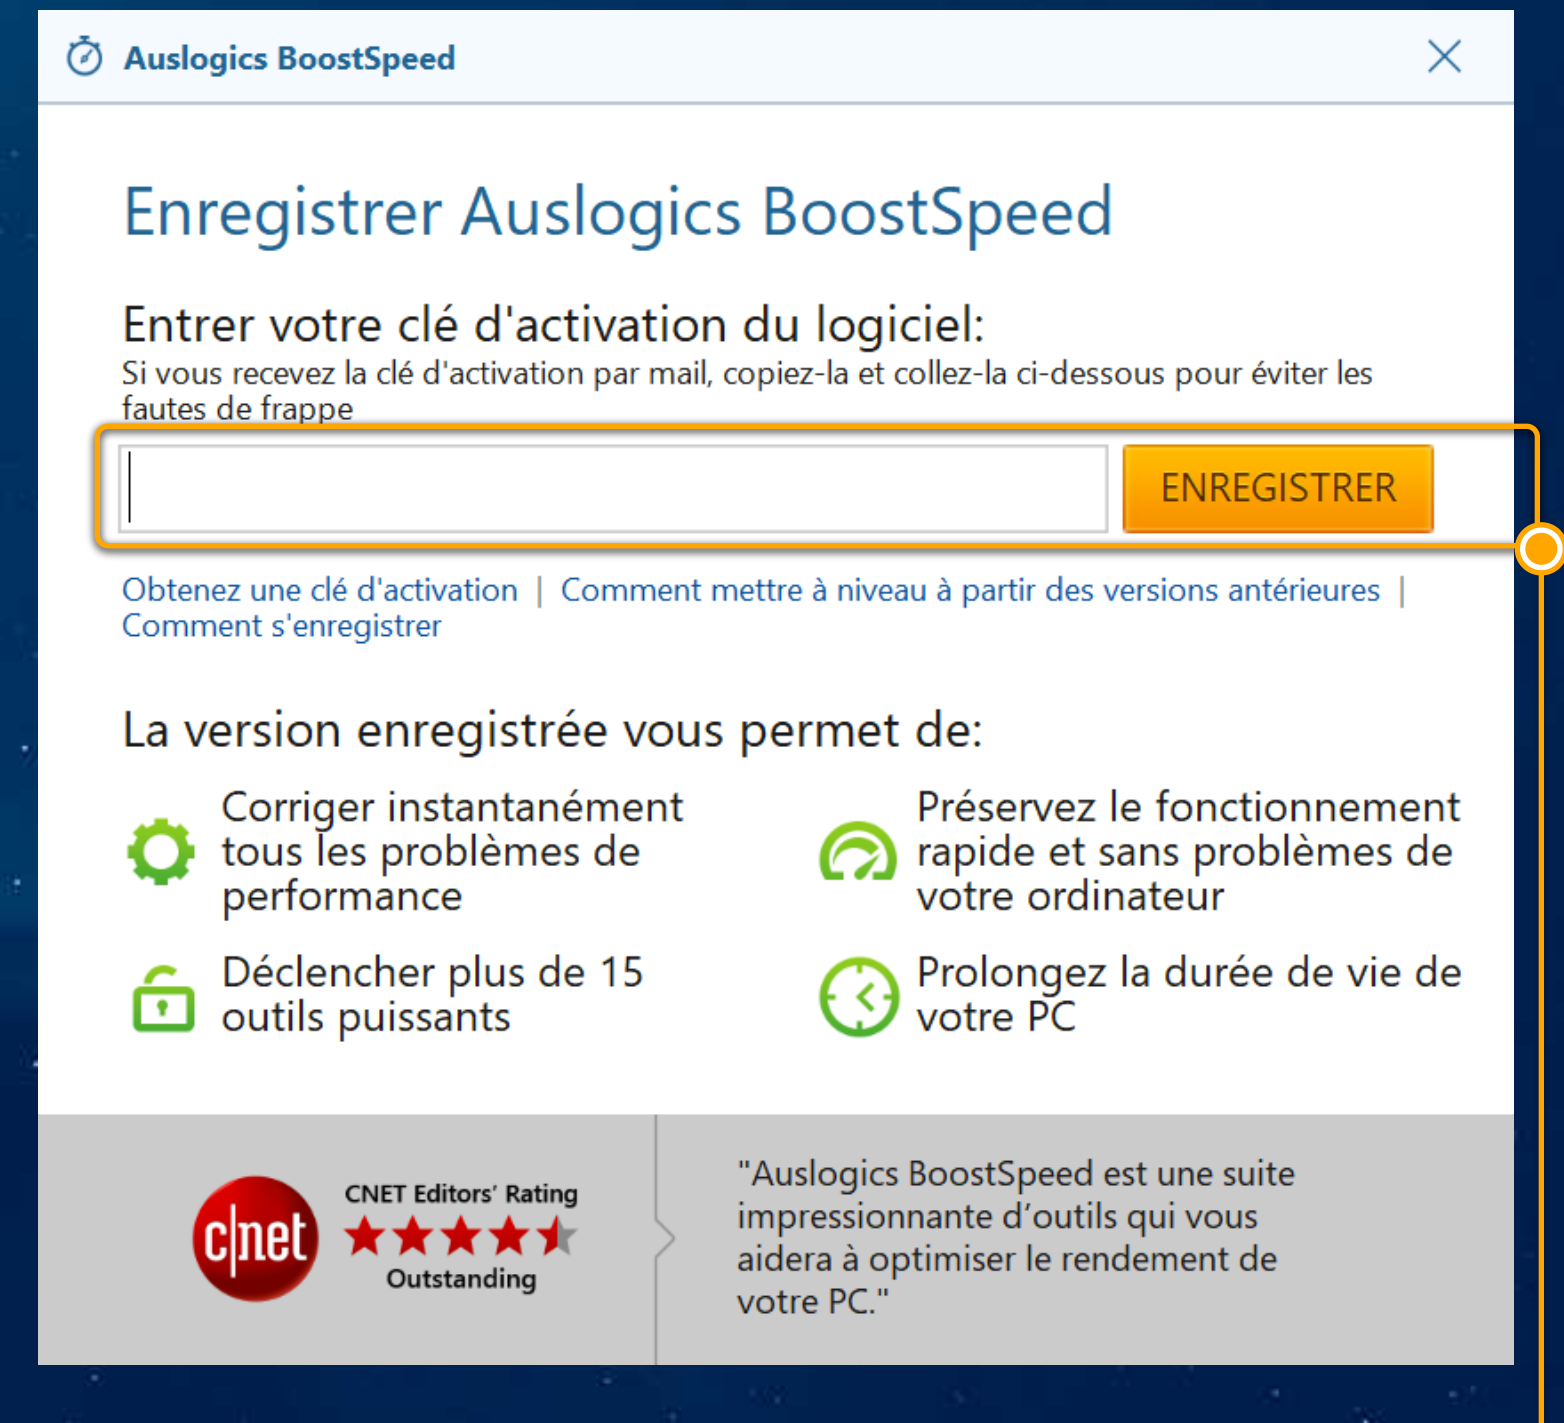 Auslogics BoostSpeed
Enregistrer Auslogics BoostSpeed
Entrer votre clé d'activation du logiciel:
Si vous recevez la clé d'activation par mail, copiez-la et collez-la ci-dessous pour éviter les
fautes de frappe
ENREGISTRER
Obtenez une clé d'activation | Comment mettre à niveau à partir des versions antérieures |
Comment s'enregistrer
La version enregistrée vous permet de:
Corriger instantanément
tous les problèmes de
performance
Préservez le fonctionnement
rapide et sans problèmes de
votre ordinateur
Déclencher plus de 15
outils puissants
Prolongez la durée de vie de
votre PC
c|net
CNET Editors' Rating
Outstanding
"Auslogics BoostSpeed est une suite
impressionnante d’outils qui vous
aidera à optimiser le rendement de
votre PC."